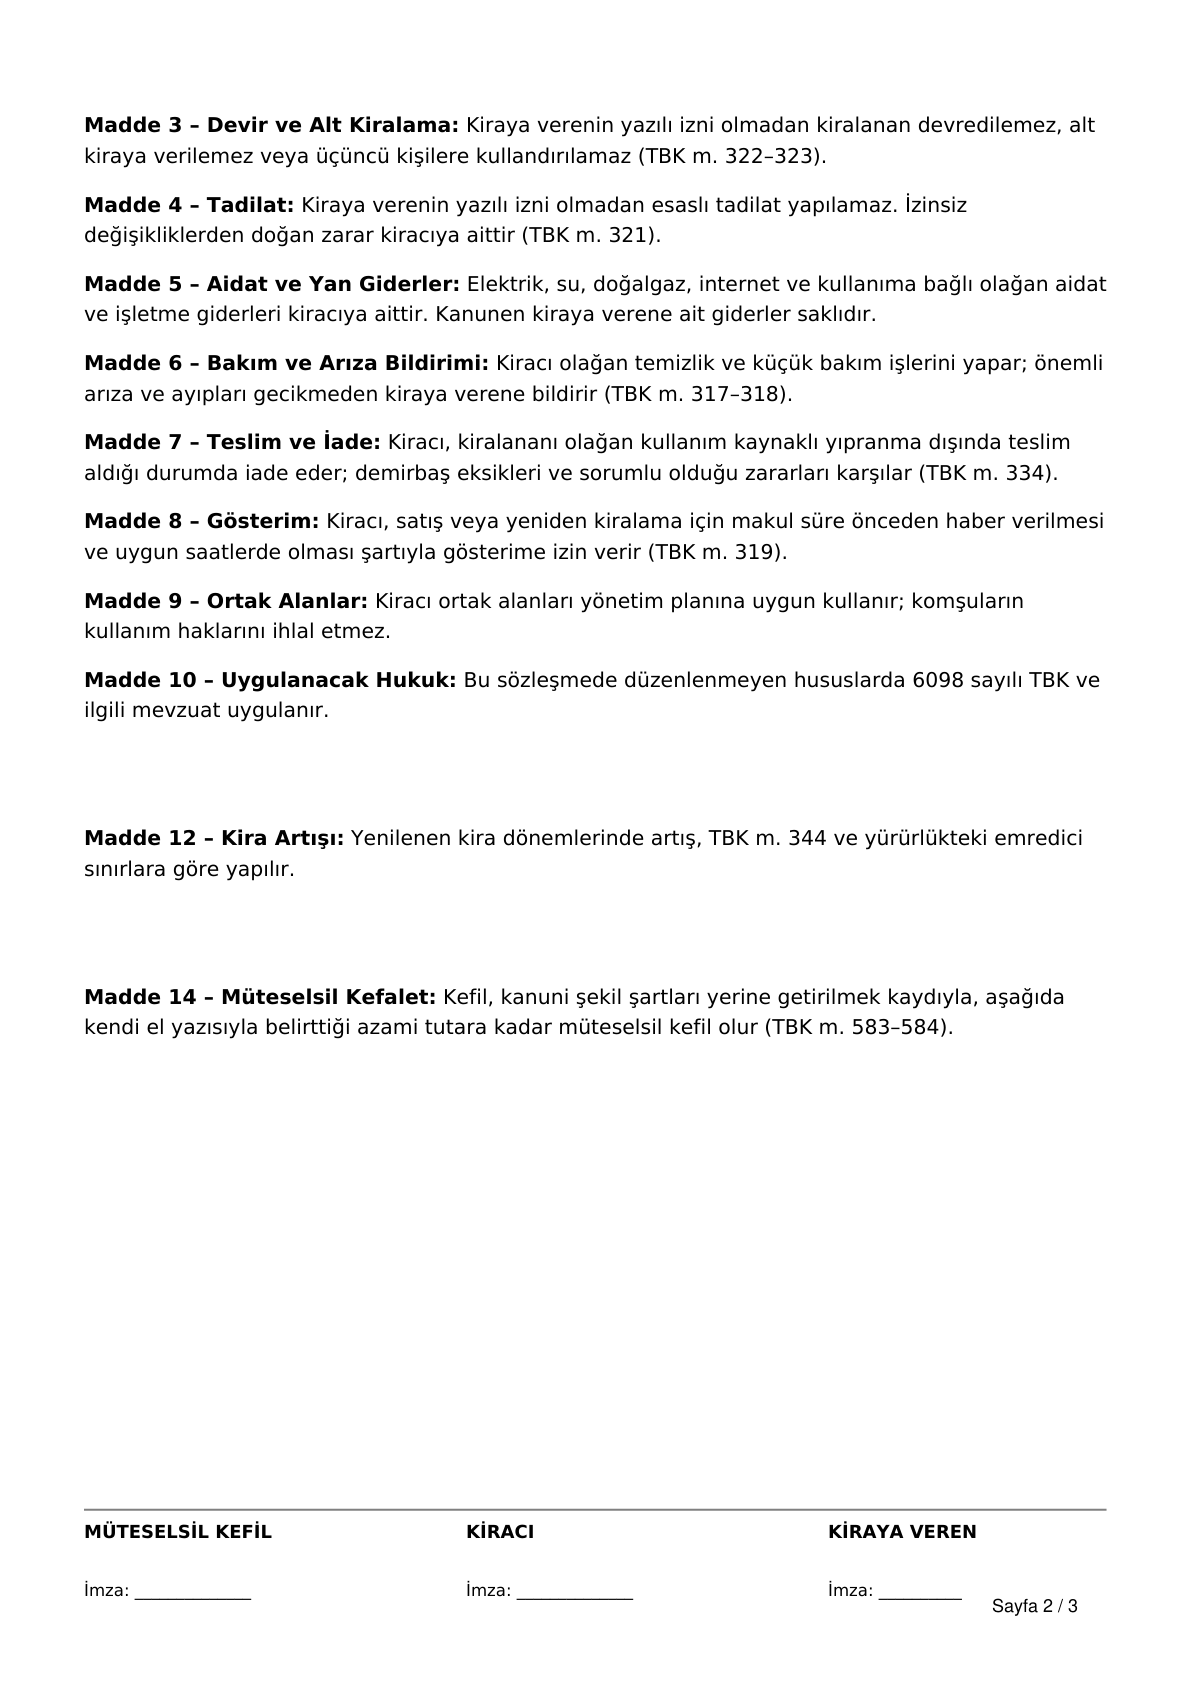 Madde 3 – Devir ve Alt Kiralama: Kiraya verenin yazılı izni olmadan kiralanan devredilemez, alt
kiraya verilemez veya üçüncü kişilere kullandırılamaz (TBK m. 322–323).
Madde 4 – Tadilat: Kiraya verenin yazılı izni olmadan esaslı tadilat yapılamaz. İzinsiz
değişikliklerden doğan zarar kiracıya aittir (TBK m. 321).
Madde 5 – Aidat ve Yan Giderler: Elektrik, su, doğalgaz, internet ve kullanıma bağlı olağan aidat
ve işletme giderleri kiracıya aittir. Kanunen kiraya verene ait giderler saklıdır.
Madde 6 – Bakım ve Arıza Bildirimi: Kiracı olağan temizlik ve küçük bakım işlerini yapar; önemli
arıza ve ayıpları gecikmeden kiraya verene bildirir (TBK m. 317–318).
Madde 7 – Teslim ve İade: Kiracı, kiralananı olağan kullanım kaynaklı yıpranma dışında teslim
aldığı durumda iade eder; demirbaş eksikleri ve sorumlu olduğu zararları karşılar (TBK m. 334).
Madde 8 – Gösterim: Kiracı, satış veya yeniden kiralama için makul süre önceden haber verilmesi
ve uygun saatlerde olması şartıyla gösterime izin verir (TBK m. 319).
Madde 9 – Ortak Alanlar: Kiracı ortak alanları yönetim planına uygun kullanır; komşuların
kullanım haklarını ihlal etmez.
Madde 10 – Uygulanacak Hukuk: Bu sözleşmede düzenlenmeyen hususlarda 6098 sayılı TBK ve
ilgili mevzuat uygulanır.
Madde 12 – Kira Artışı: Yenilenen kira dönemlerinde artış, TBK m. 344 ve yürürlükteki emredici
sınırlara göre yapılır.
Madde 14 – Müteselsil Kefalet: Kefil, kanuni şekil şartları yerine getirilmek kaydıyla, aşağıda
kendi el yazısıyla belirttiği azami tutara kadar müteselsil kefil olur (TBK m. 583–584).
MÜTESELSİL KEFİL KİRACI KİRAYA VEREN
İmza: ______________ İmza: ______________ İmza: __________
Sayfa 2 / 3